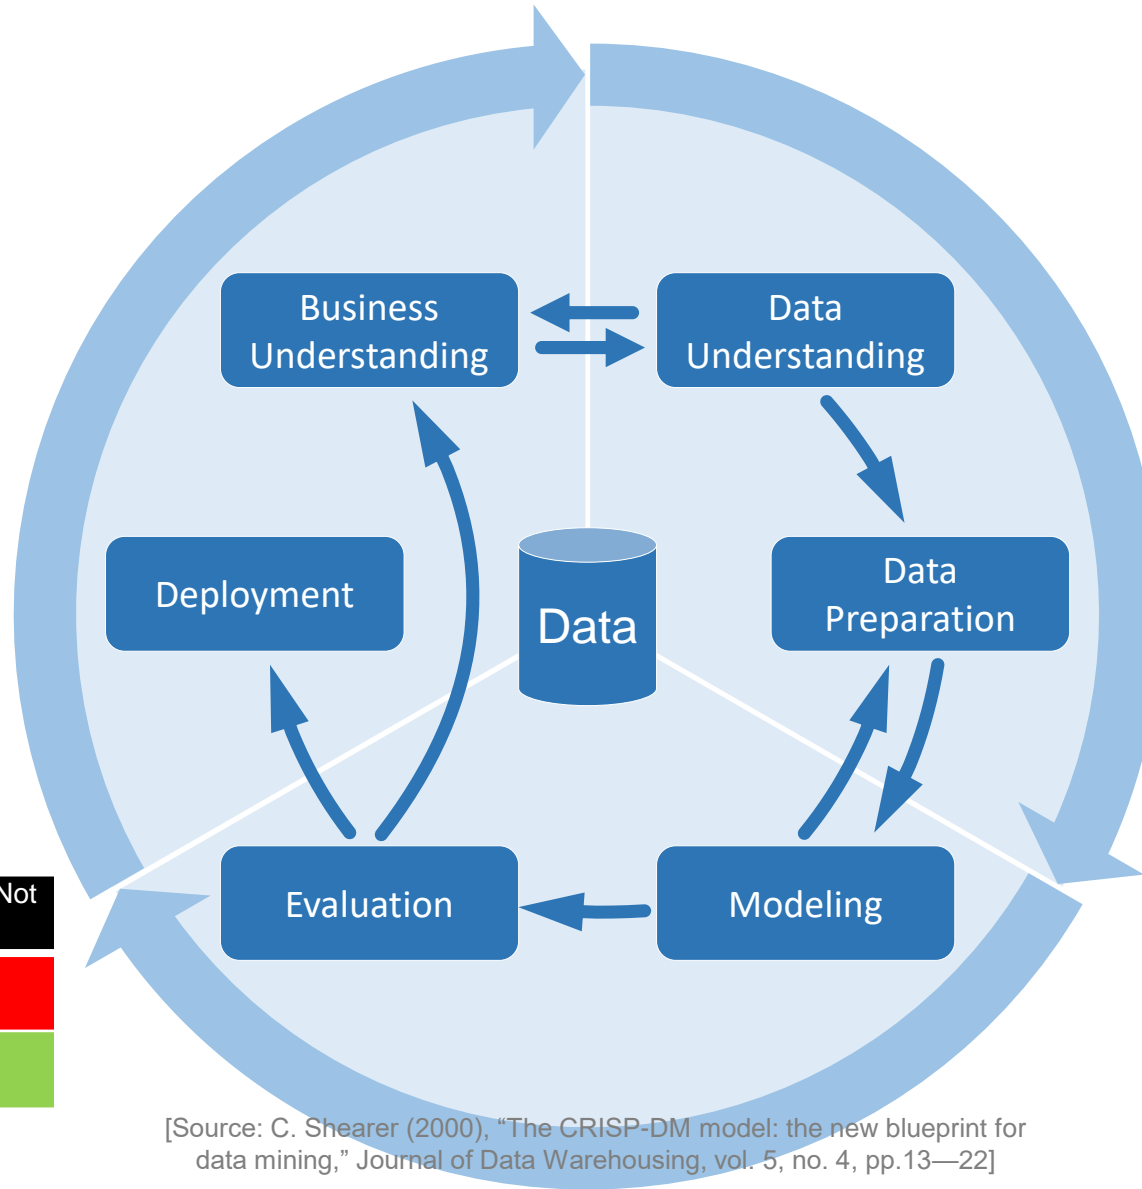 Business
Understanding
Data
Understanding
Deployment
Data
Data
Preparation
Evaluation
Modeling
Not
[Source: C. Shearer (2000), “The CRISP-DM model: the new blueprint for
data mining,” Journal of Data Warehousing, vol. 5, no. 4, pp.13—22]